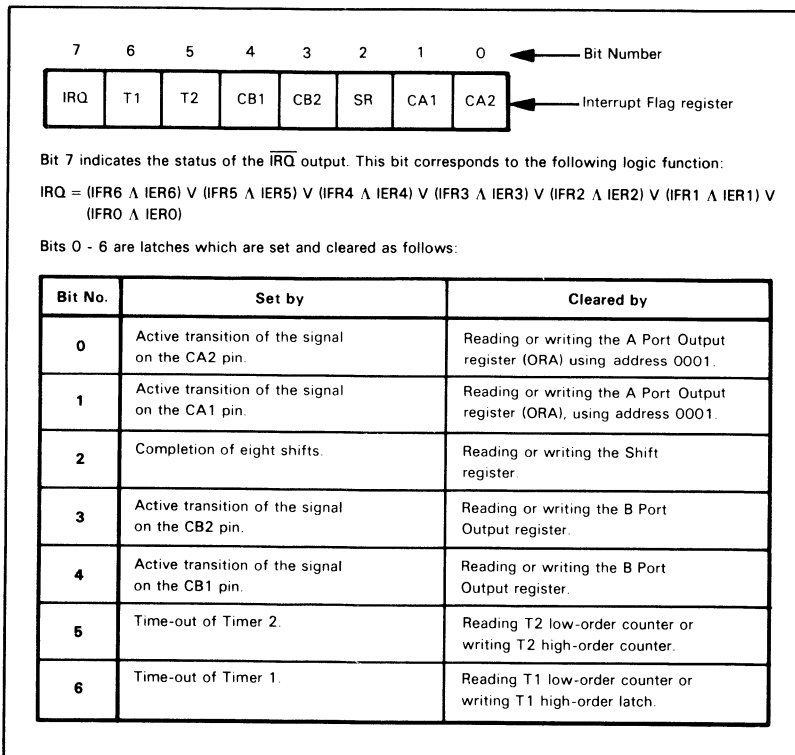 7 6 5 4 3 2 1 0 Bit Number
IRQ T1 T2 CB1 CB2 SR CA1 CA2 Interrupt Flag register
Bit 7 indicates the status of the IRQ output. This bit corresponds to the following logic function:
IRQ = (IFR6 Λ IER6) V (IFR5 Λ IER5) V (IFR4 Λ IER4) V (IFR3 Λ IER3) V (IFR2 Λ IER2) V (IFR1 Λ IER1) V
(IFR0 Λ IER0)
Bits 0 - 6 are latches which are set and cleared as follows:
Bit No. Set by Cleared by
0 Active transition of the signal Reading or writing the A Port Output
on the CA2 pin. register (ORA) using address 0001.
1 Active transition of the signal Reading or writing the A Port Output
on the CA1 pin. register (ORA), using address 0001.
2 Completion of eight shifts. Reading or writing the Shift
register.
3 Active transition of the signal Reading or writing the B Port
on the CB2 pin. Output register.
4 Active transition of the signal Reading or writing the B Port
on the CB1 pin. Output register.
5 Time-out of Timer 2. Reading T2 low-order counter or
writing T2 high-order counter.
6 Time-out of Timer 1. Reading T1 low-order counter or
writing T1 high-order latch.